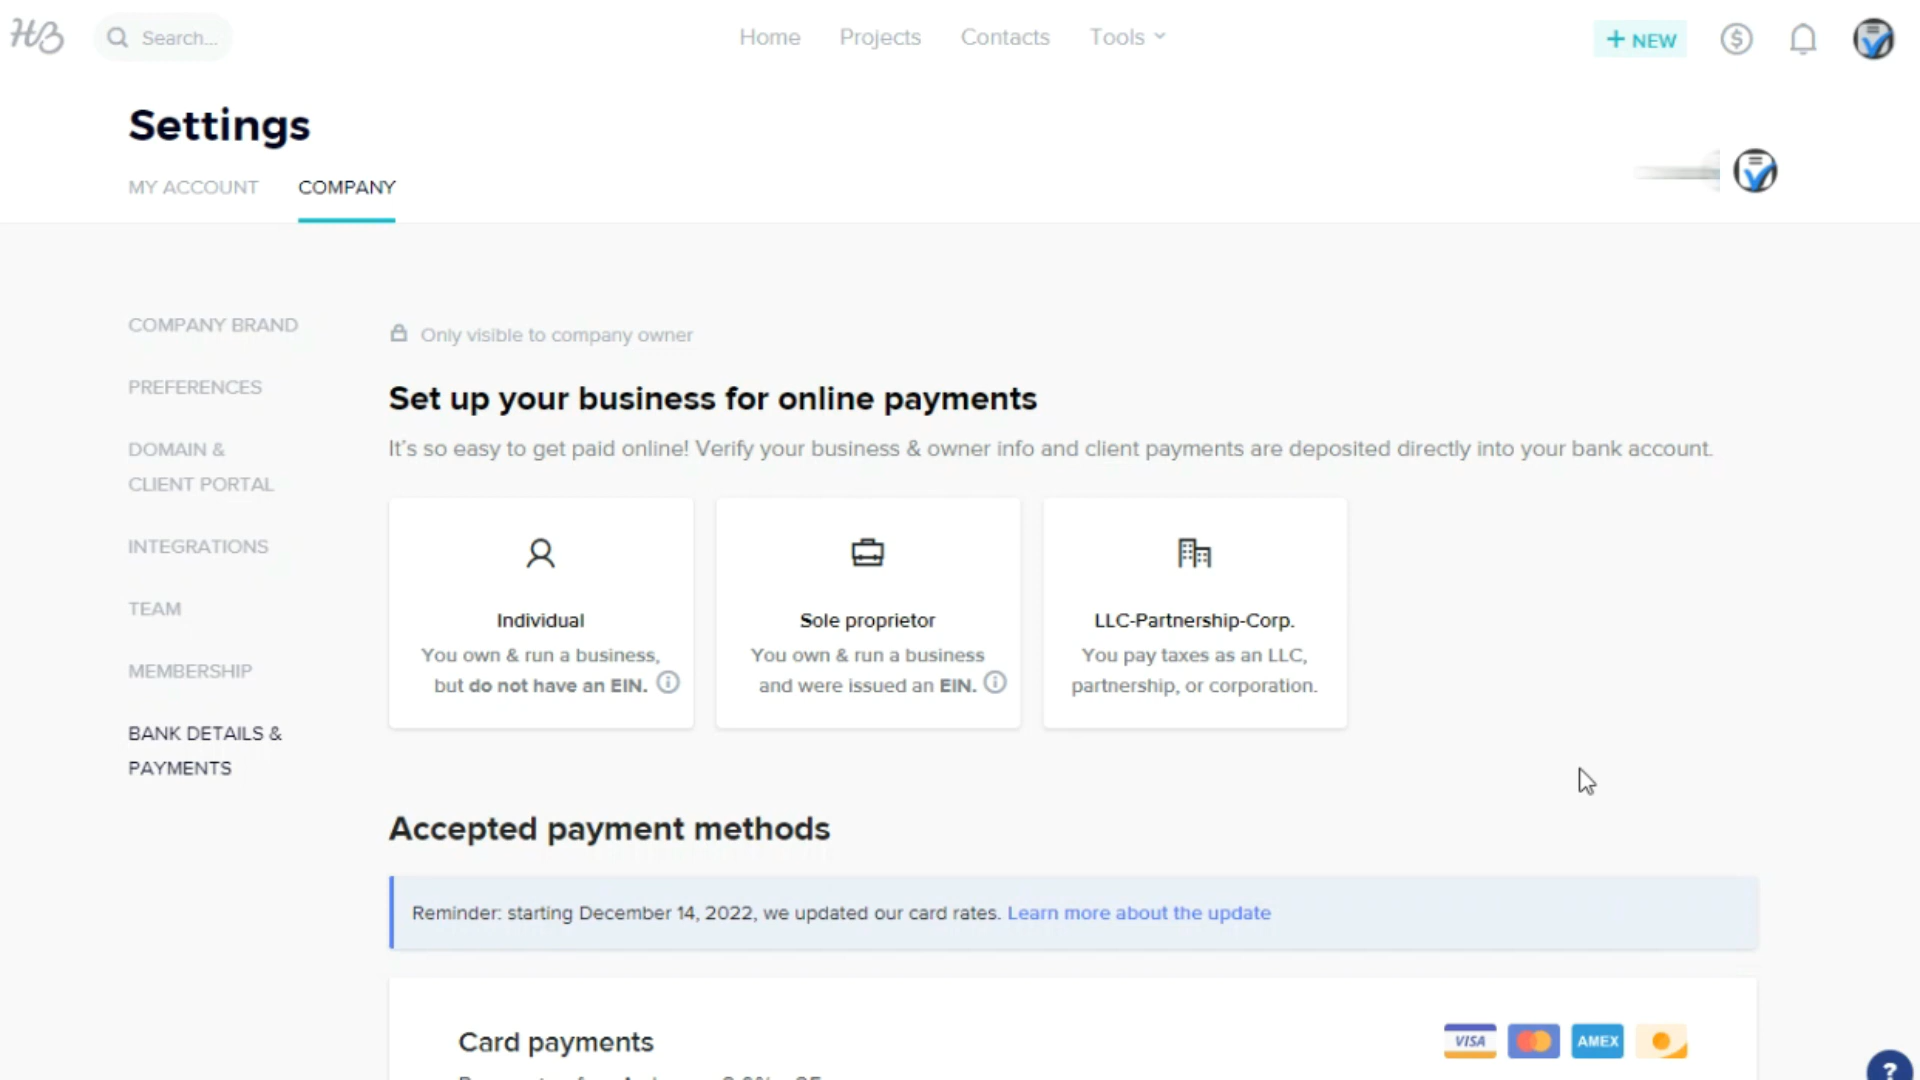 HB
Search...
Home
Projects
Contacts
Tools
+ NEW
Settings
MY ACCOUNT
COMPANY
COMPANY BRAND
PREFERENCES
DOMAIN &
CLIENT PORTAL
INTEGRATIONS
TEAM
MEMBERSHIP
BANK DETAILS &
PAYMENTS
Only visible to company owner
Set up your business for online payments
It's so easy to get paid online! Verify your business & owner info and client payments are deposited directly into your bank account.
Individual
You own & run a business,
but do not have an EIN.
Sole proprietor
You own & run a business
and were issued an EIN.
LLC-Partnership-Corp.
You pay taxes as an LLC,
partnership, or corporation.
Accepted payment methods
Reminder: starting December 14, 2022, we updated our card rates. Learn more about the update
Card payments
VISA
AMEX
?